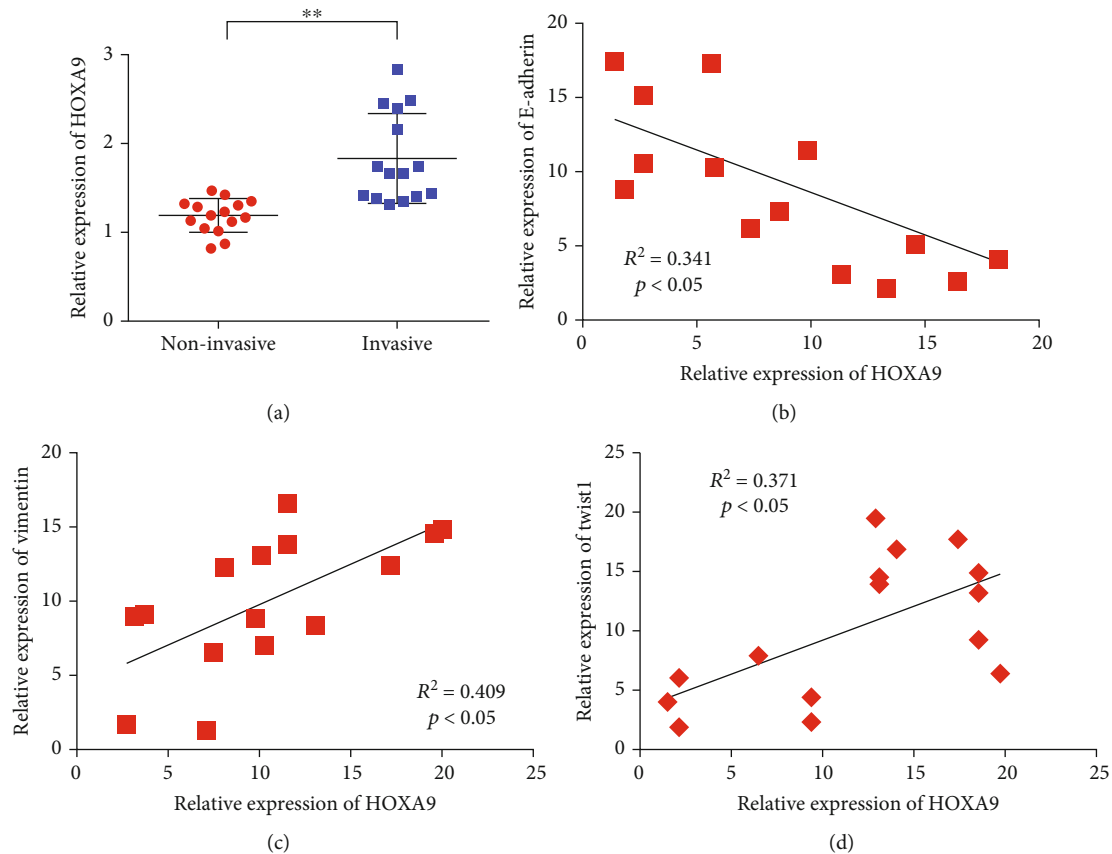 **
Relative expression of HOXA9
3
2
1
0
Non-invasive
Invasive
(a)
Relative expression of E-adherin
20
15
10
5
0
R² = 0.341
p < 0.05
0 5 10 15 20
Relative expression of HOXA9
(b)
Relative expression of vimentin
20
15
10
5
0
R² = 0.409
p < 0.05
0 5 10 15 20 25
Relative expression of HOXA9
(c)
Relative expression of twist1
25
20
15
10
5
0
R² = 0.371
p < 0.05
0 5 10 15 20 25
Relative expression of HOXA9
(d)